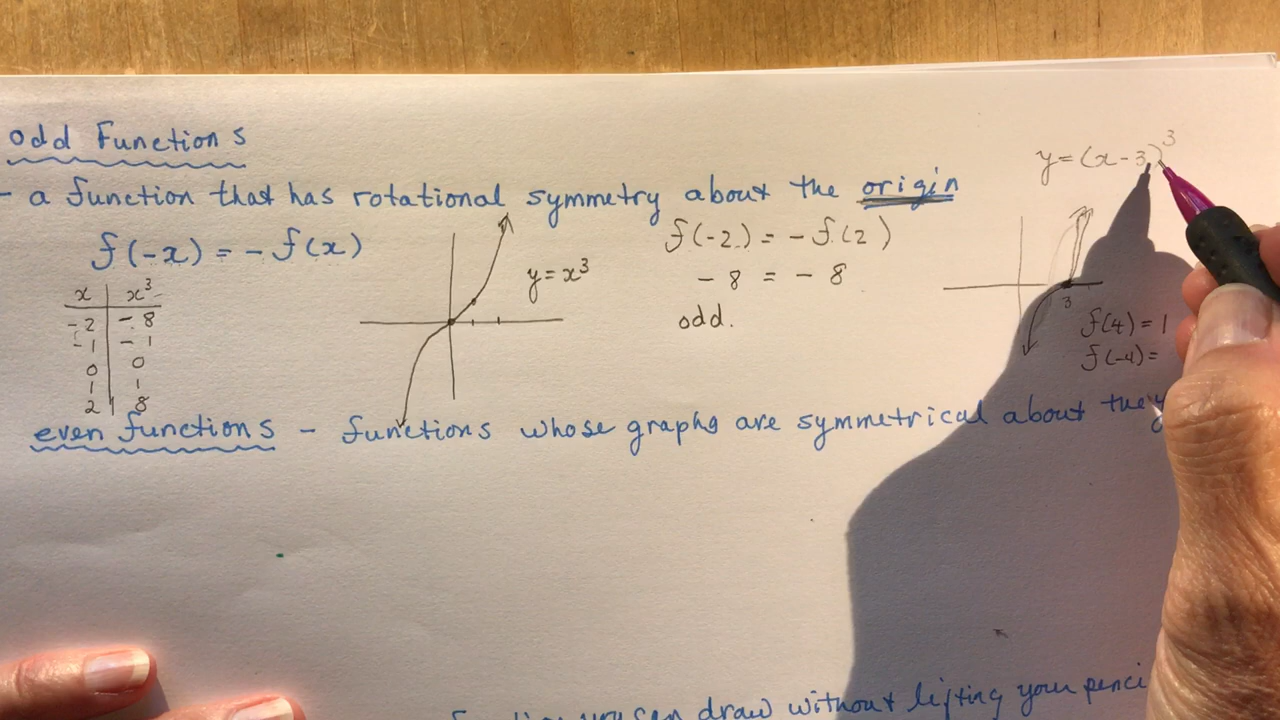 odd Functions
y=(x-3)³
- a function that has rotational symmetry about the origin
f(-x) = - f(x)
y=x³
f(-2) = - f(2)
- 8 = - 8
odd.
x x³
-2 -8
-1 -1
0 0
1 1
2 8
3
f(4) = 1
f(-4) =
even functions - functions whose graphs are symmetrical about the y
you can draw without lifting your penci